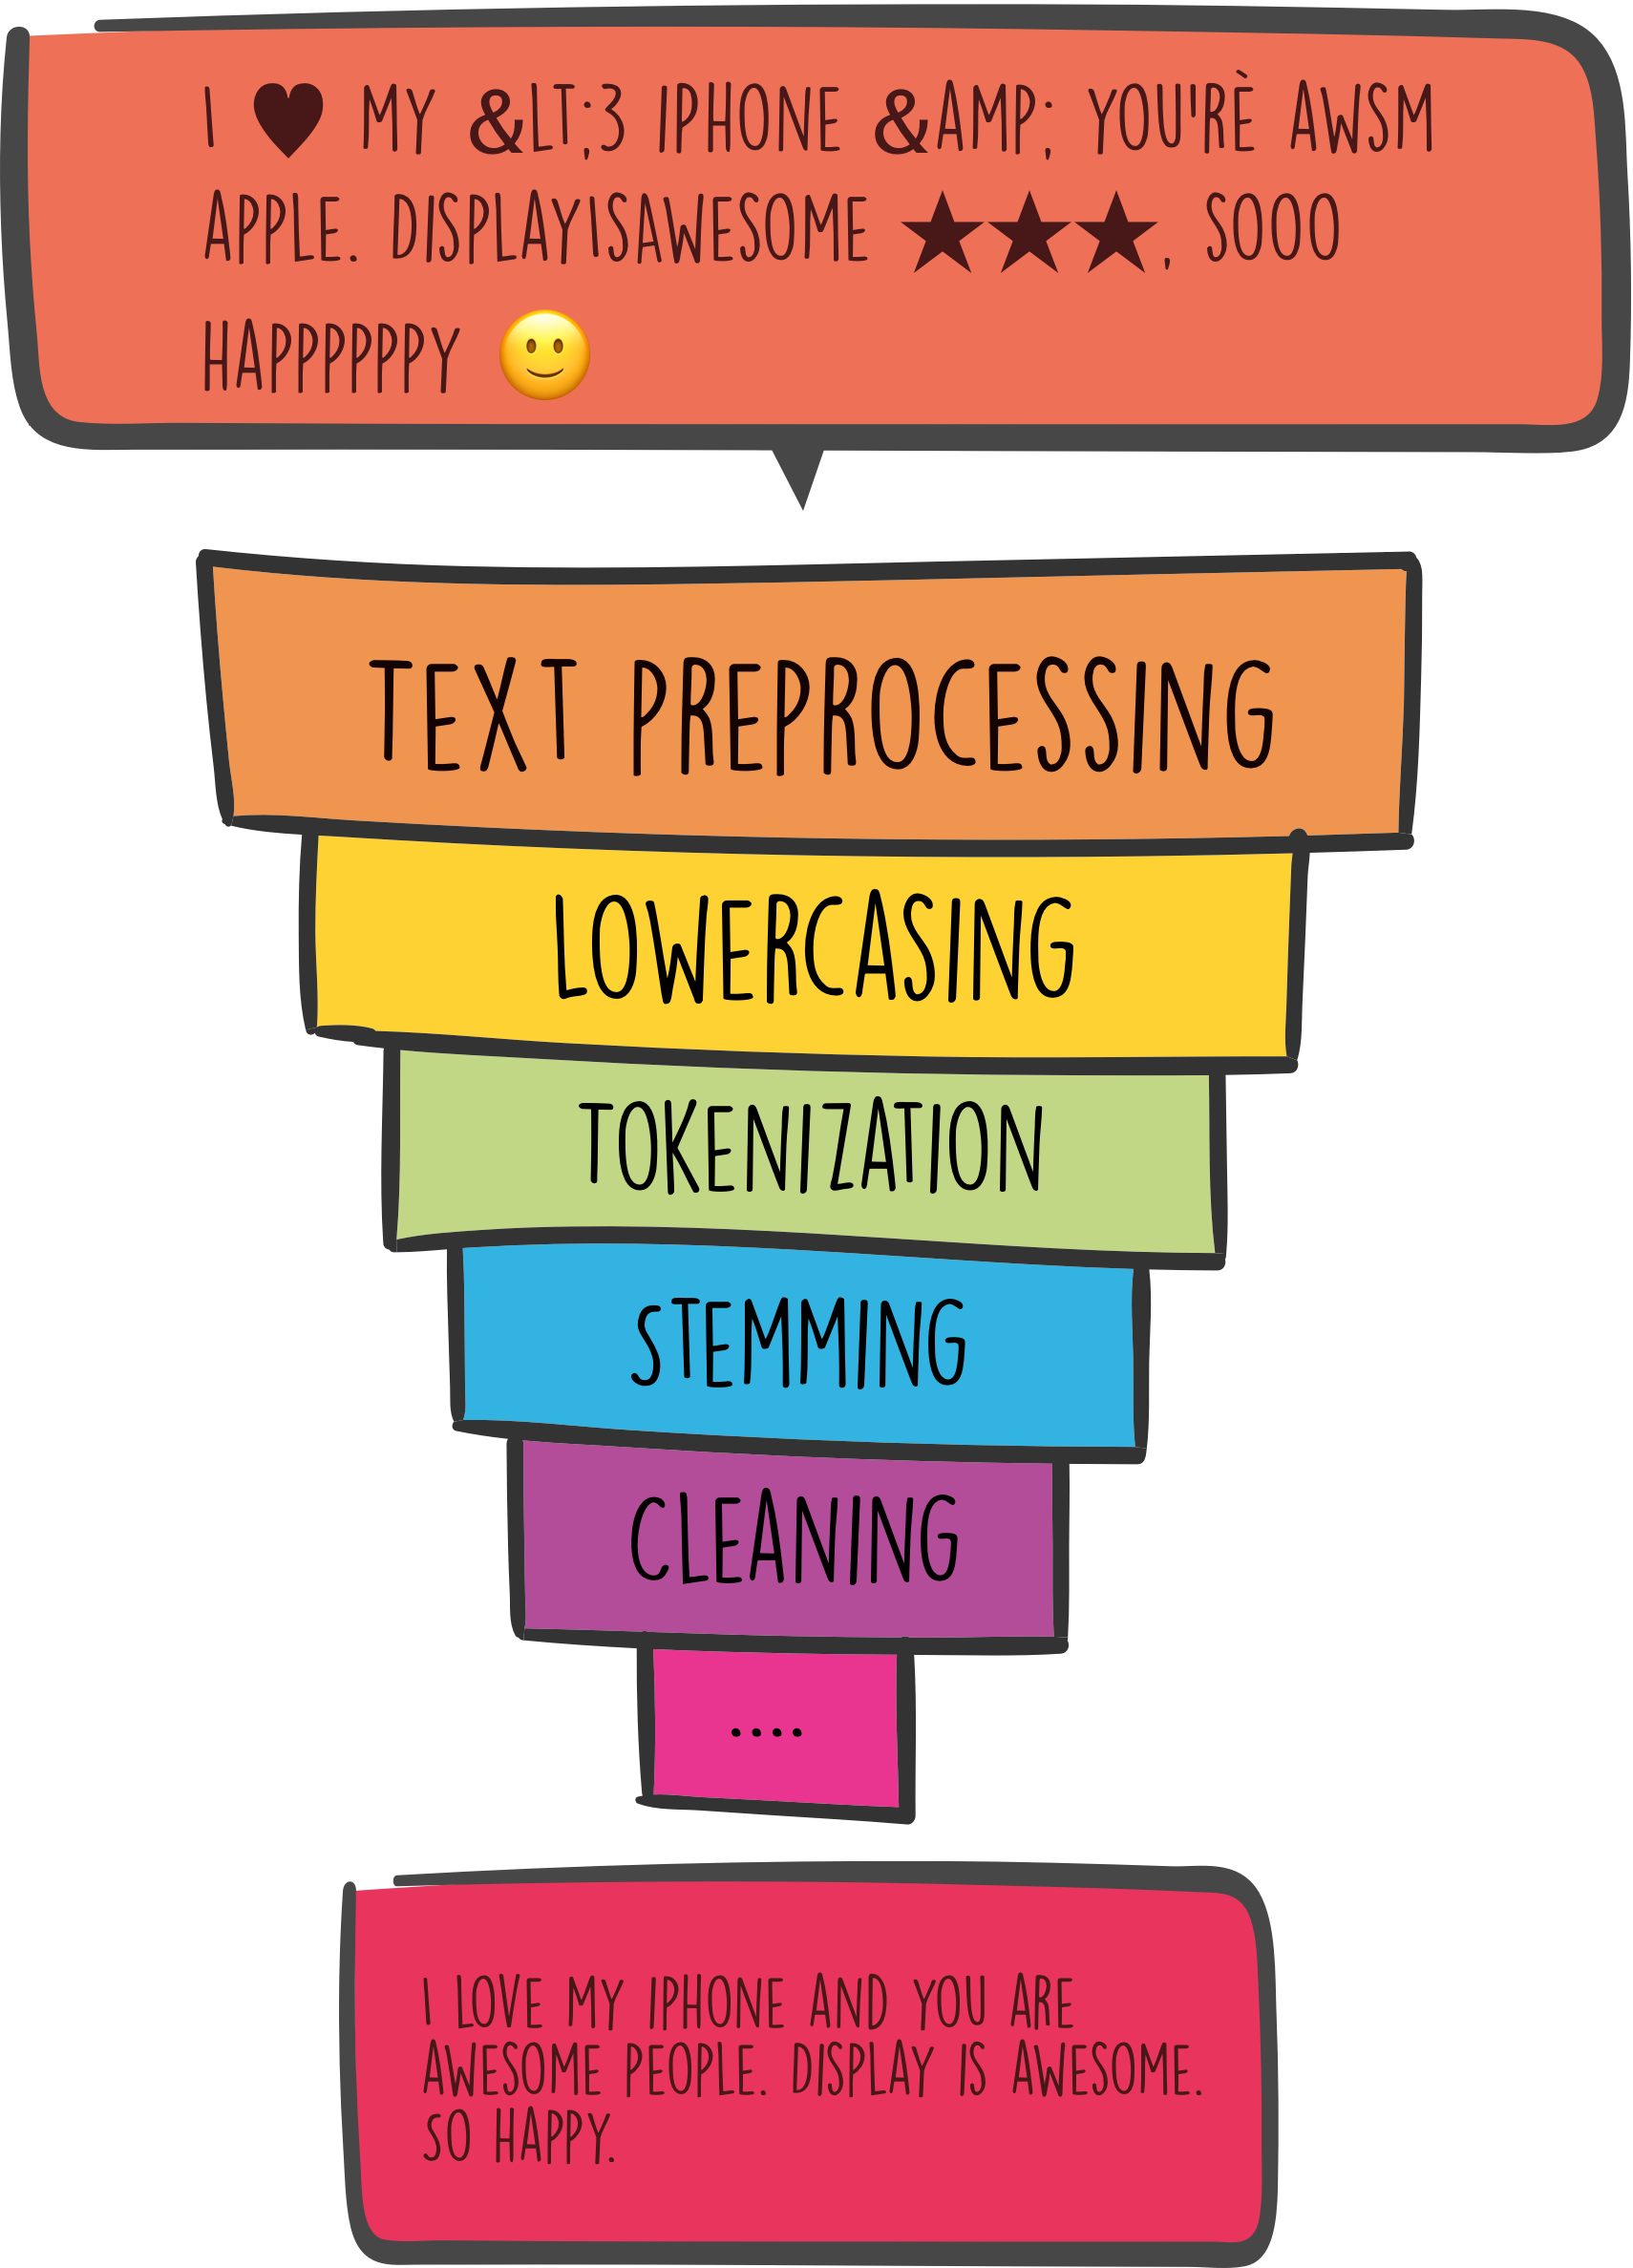 I ♥ MY &LT;3 IPHONE &AMP; YOU'RÈ AWSM
APPLE. DISPLAYISAWESOME ★★★, SOOO
HAPPPPPPY 🙂
TEXT PREPROCESSING
LOWERCASING
TOKENIZATION
STEMMING
CLEANING
....
I LOVE MY IPHONE AND YOU ARE
AWESOME PEOPLE. DISPLAY IS AWESOME.
SO HAPPY.